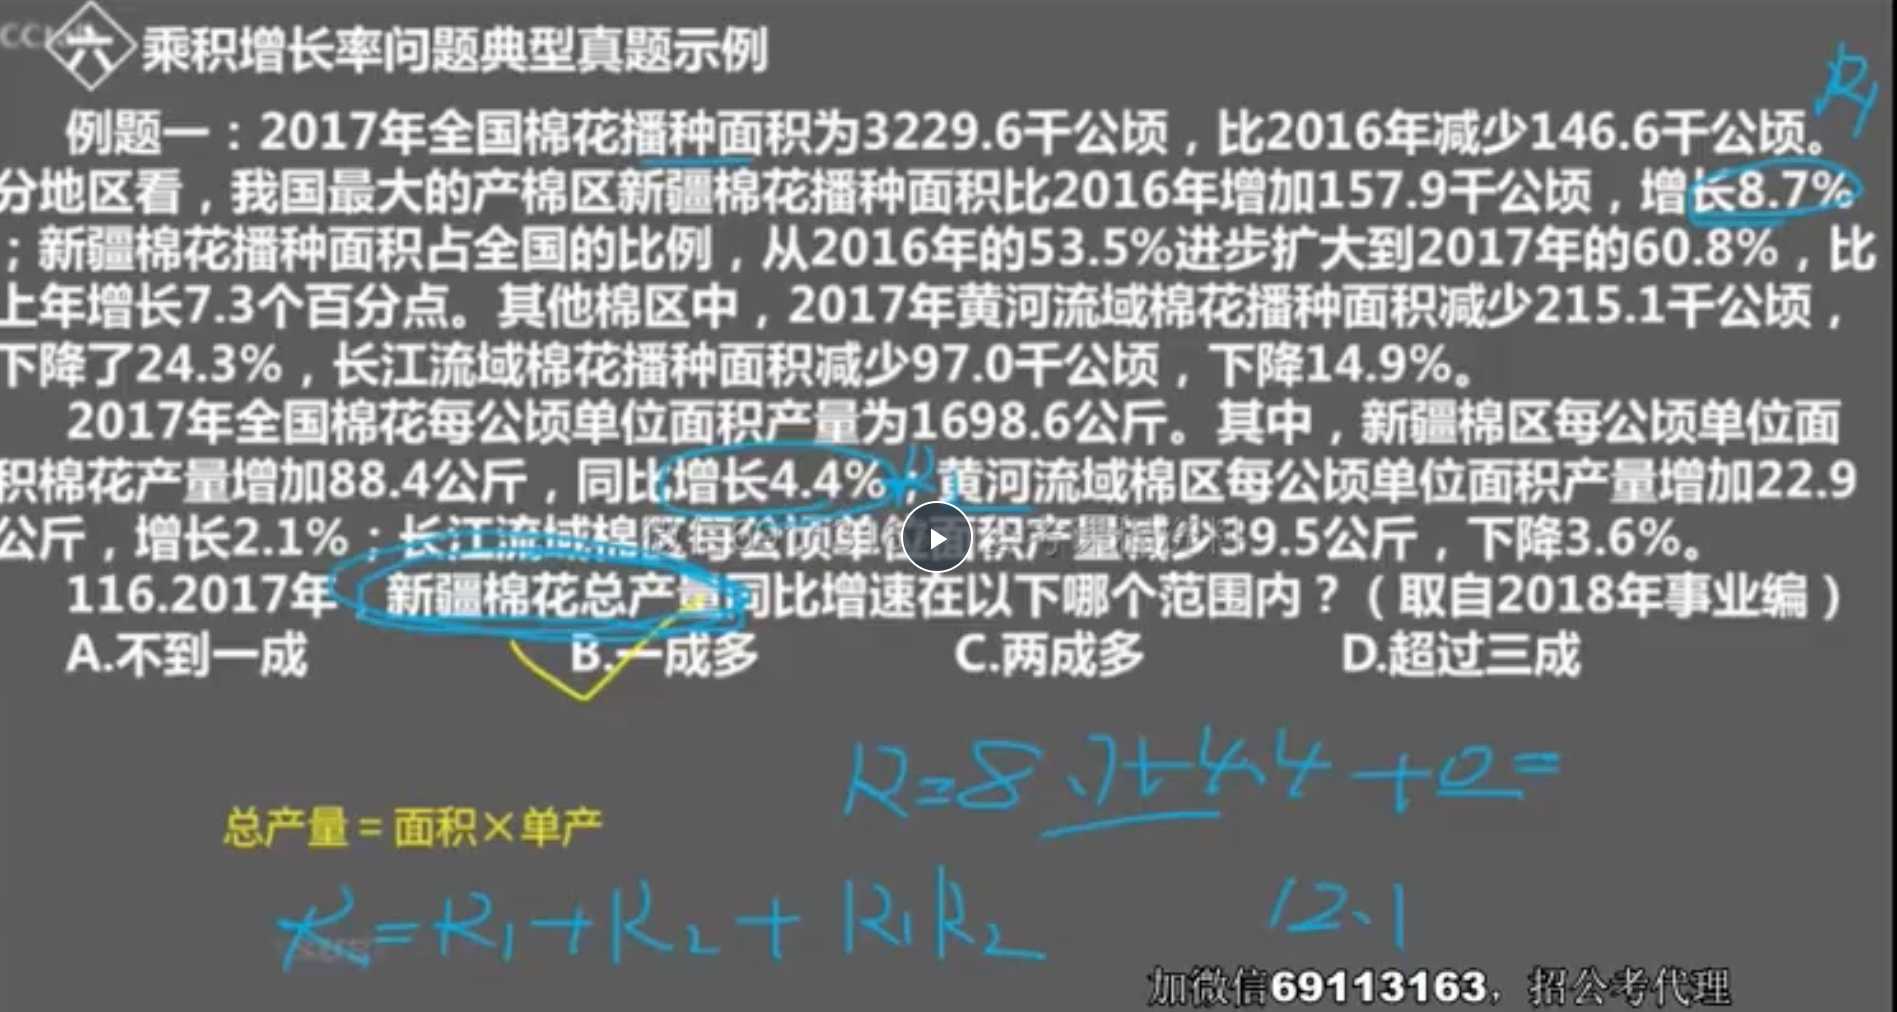 六 乘积增长率问题典型真题示例
R₁
例题一：2017年全国棉花播种面积为3229.6千公顷，比2016年减少146.6千公顷。
分地区看，我国最大的产棉区新疆棉花播种面积比2016年增加157.9千公顷，增长8.7%
；新疆棉花播种面积占全国的比例，从2016年的53.5%进步扩大到2017年的60.8%，比
上年增长7.3个百分点。其他棉区中，2017年黄河流域棉花播种面积减少215.1千公顷，
下降了24.3%，长江流域棉花播种面积减少97.0千公顷，下降14.9%。
2017年全国棉花每公顷单位面积产量为1698.6公斤。其中，新疆棉区每公顷单位面
积棉花产量增加88.4公斤，同比增长4.4%；黄河流域棉区每公顷单位面积产量增加22.9
公斤，增长2.1%；长江流域棉区每公顷单位面积产量减少39.5公斤，下降3.6%。
116.2017年，新疆棉花总产量同比增速在以下哪个范围内？（取自2018年事业编）
A.不到一成 B.一成多 C.两成多 D.超过三成
R=8.7+4.4+0=
总产量=面积×单产
R=R₁+R₂+R₁R₂
12.1
加微信69113163，招公考代理